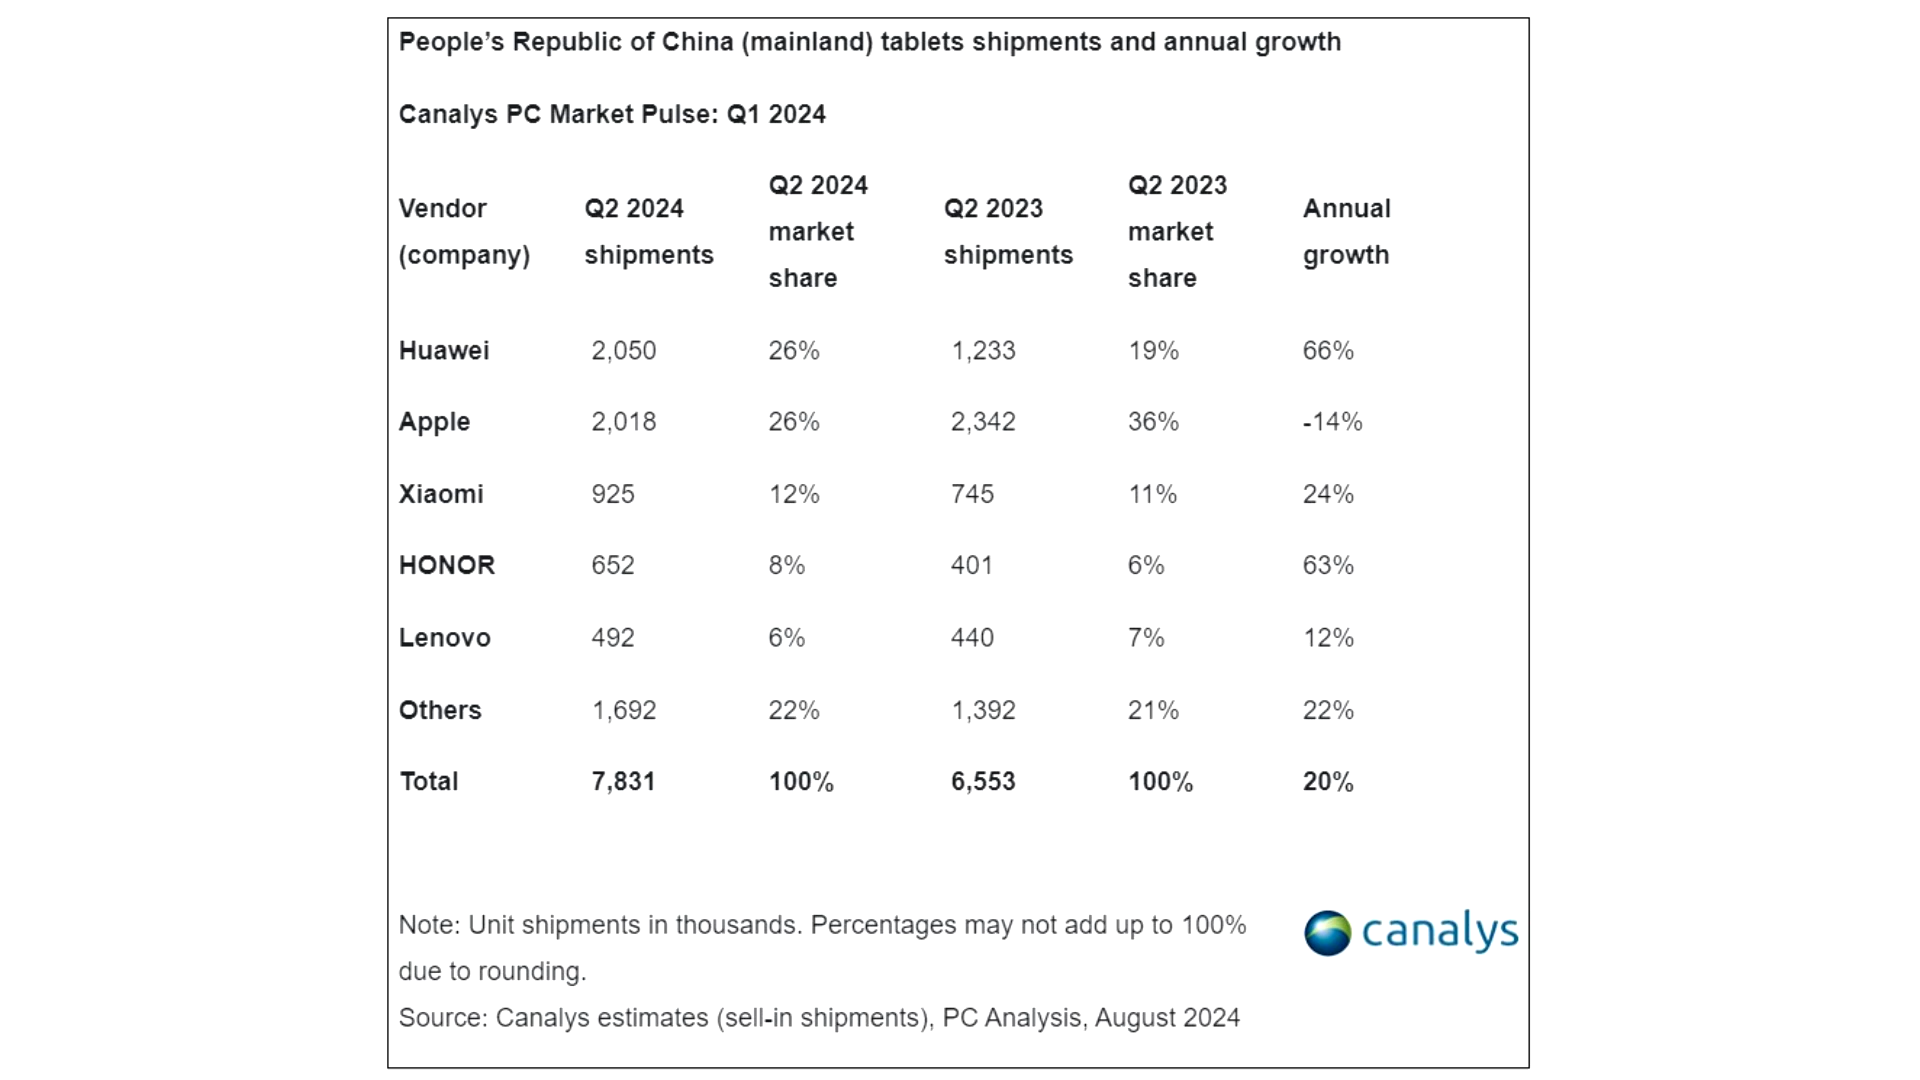 People’s Republic of China (mainland) tablets shipments and annual growth
Canalys PC Market Pulse: Q1 2024
Vendor (company) Q2 2024 shipments Q2 2024 market share Q2 2023 shipments Q2 2023 market share Annual growth
Huawei 2,050 26% 1,233 19% 66%
Apple 2,018 26% 2,342 36% -14%
Xiaomi 925 12% 745 11% 24%
HONOR 652 8% 401 6% 63%
Lenovo 492 6% 440 7% 12%
Others 1,692 22% 1,392 21% 22%
Total 7,831 100% 6,553 100% 20%
Note: Unit shipments in thousands. Percentages may not add up to 100%
due to rounding.
canalys
Source: Canalys estimates (sell-in shipments), PC Analysis, August 2024